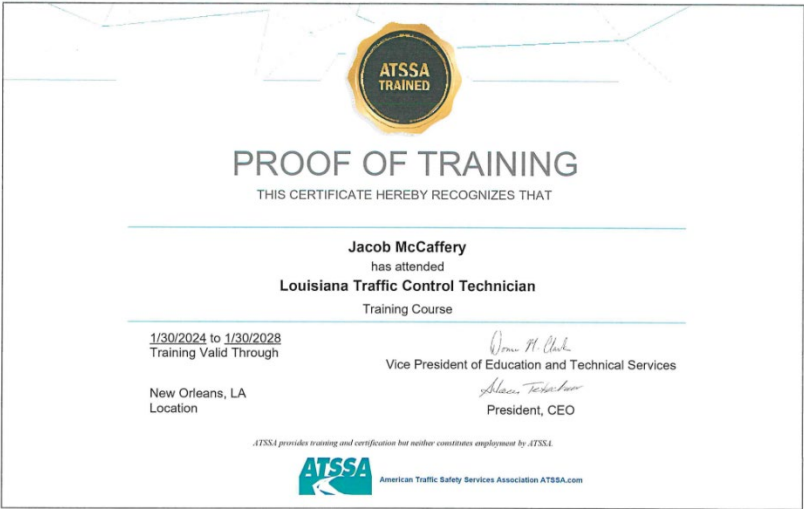 ATSSA
TRAINED
PROOF OF TRAINING
THIS CERTIFICATE HEREBY RECOGNIZES THAT
Jacob McCaffery
has attended
Louisiana Traffic Control Technician
Training Course
1/30/2024 to 1/30/2028
Training Valid Through
Vice President of Education and Technical Services
New Orleans, LA
Location
President, CEO
ATSSA provides training and certification but neither constitutes employment by ATSSA.
ATSSA
American Traffic Safety Services Association ATSSA.com